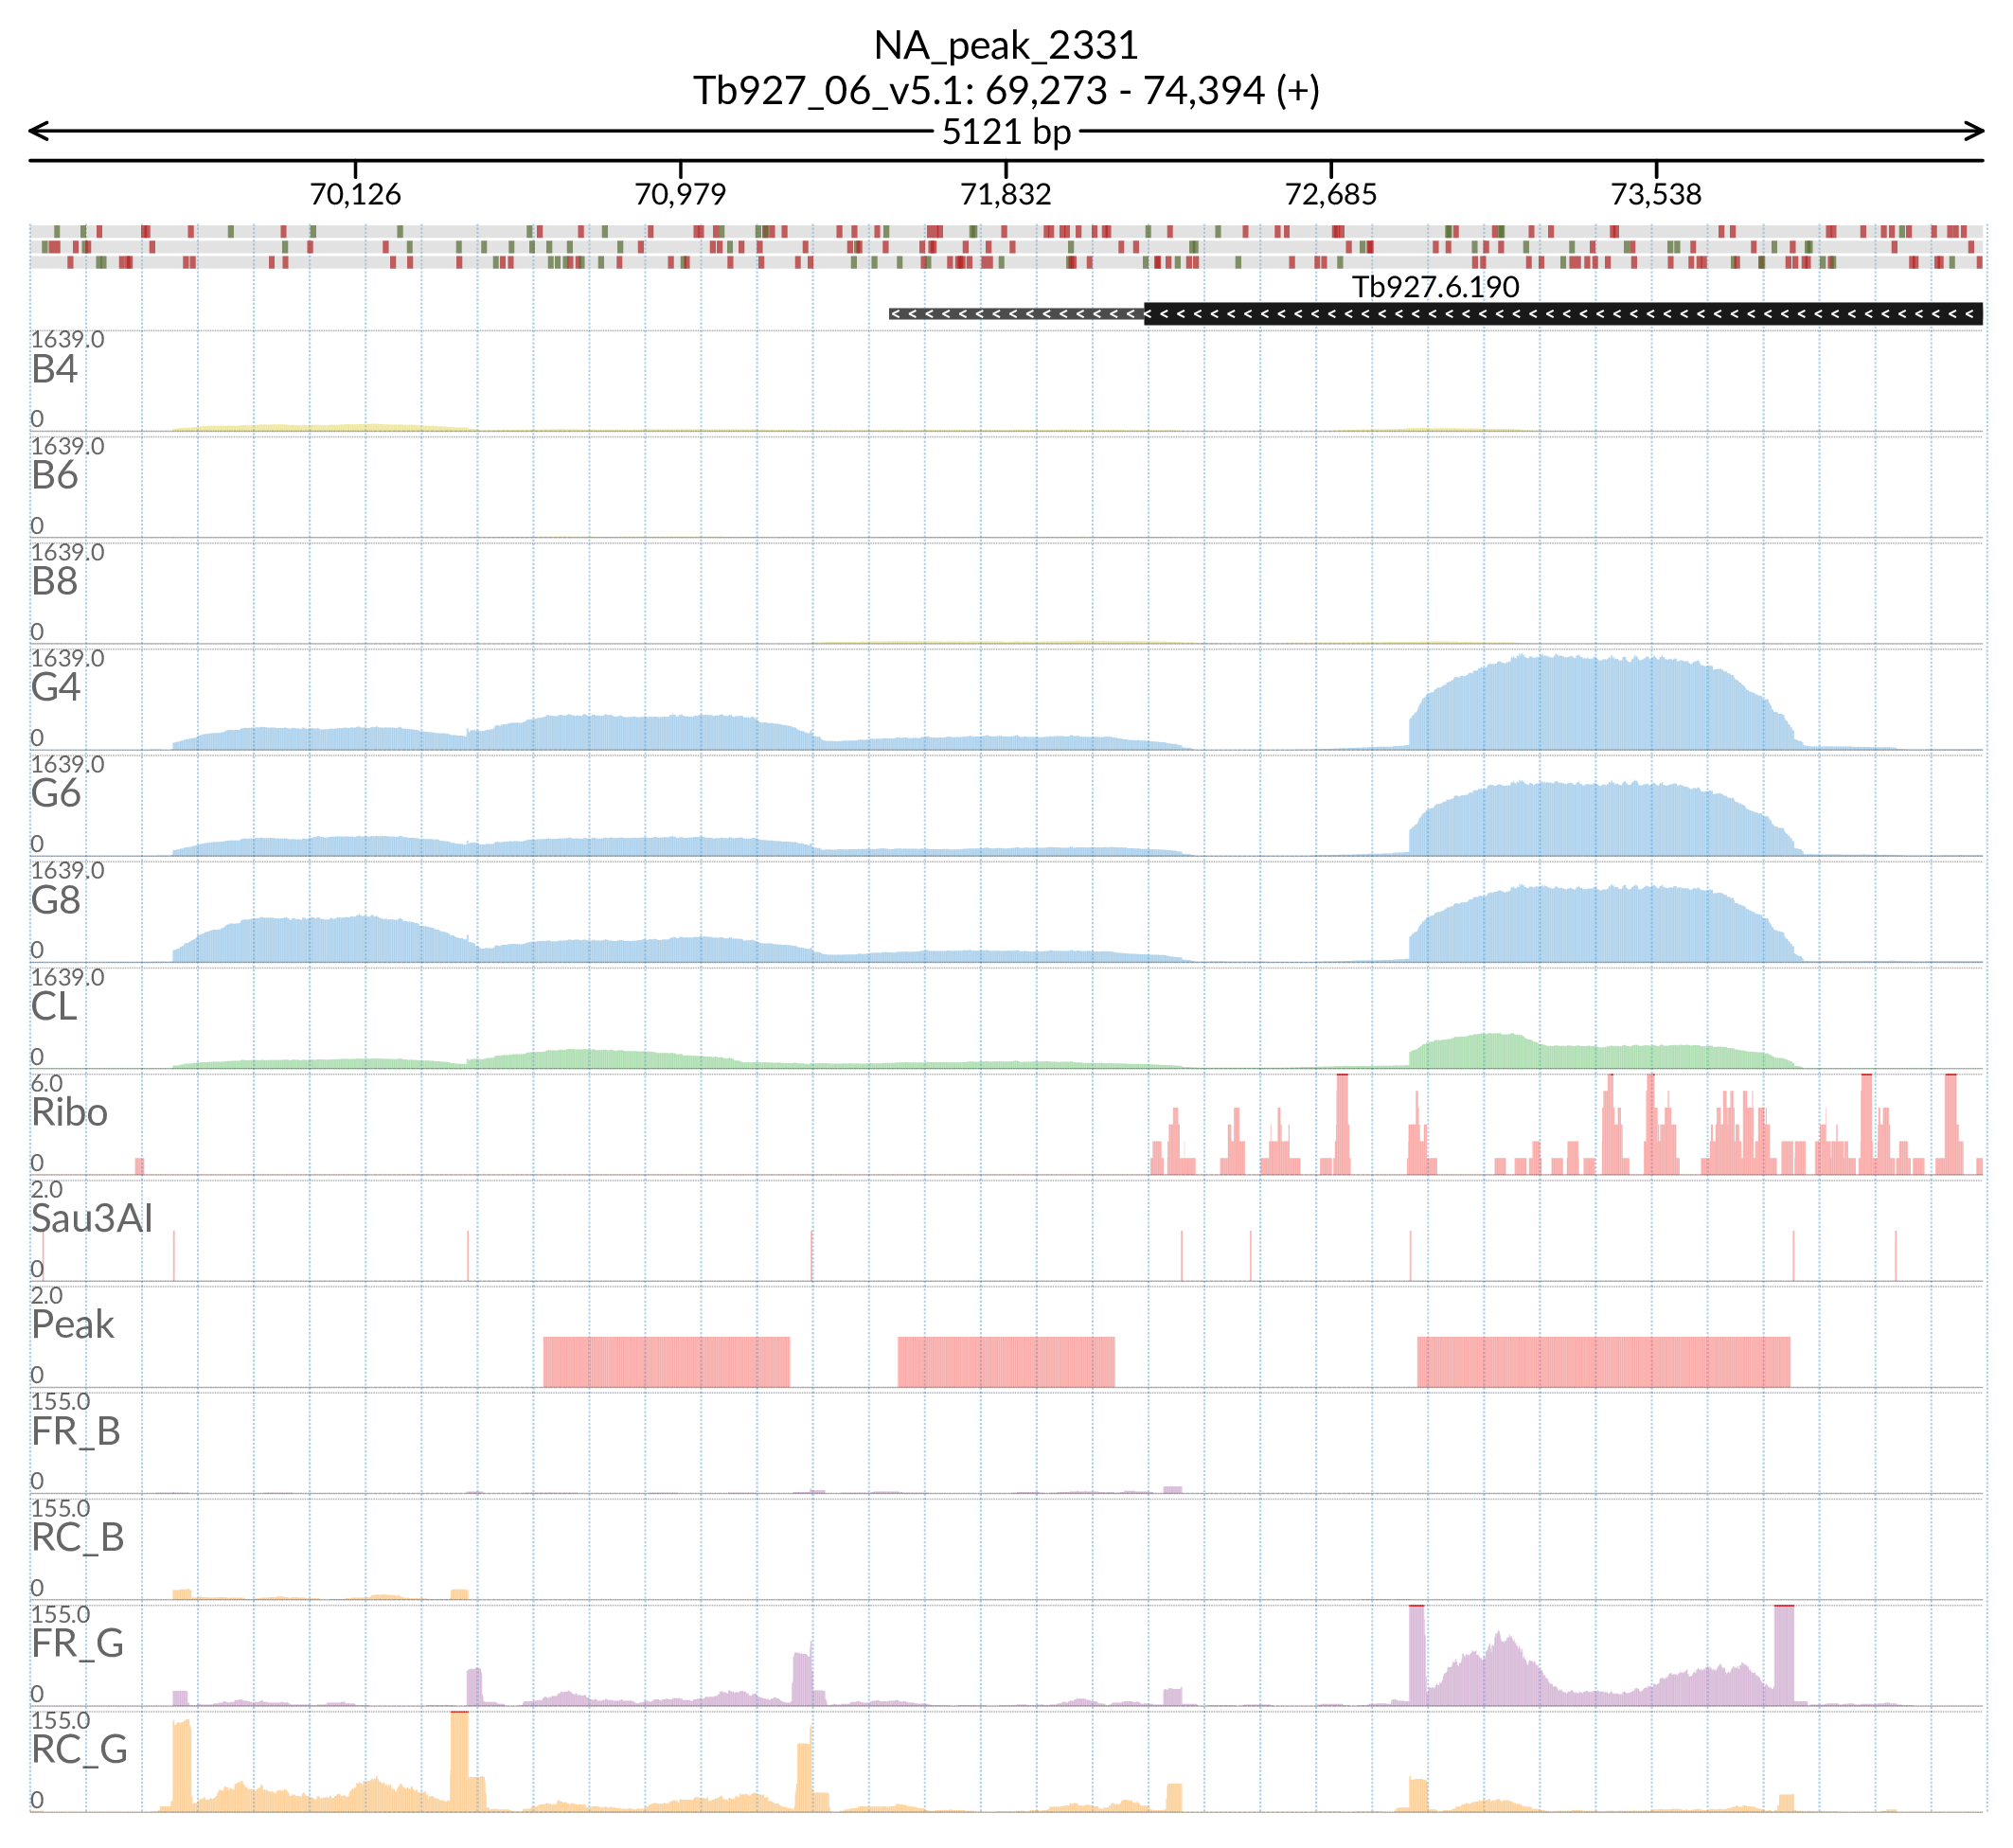 NA_peak_2331
Tb927_06_v5.1: 69,273 - 74,394 (+)
5121 bp
70,126 70,979 71,832 72,685 73,538
Tb927.6.190
1639.0
B4
0
1639.0
B6
0
1639.0
B8
0
1639.0
G4
0
1639.0
G6
0
1639.0
G8
0
1639.0
CL
0
6.0
Ribo
0
2.0
Sau3AI
0
2.0
Peak
0
155.0
FR_B
0
155.0
RC_B
0
155.0
FR_G
0
155.0
RC_G
0